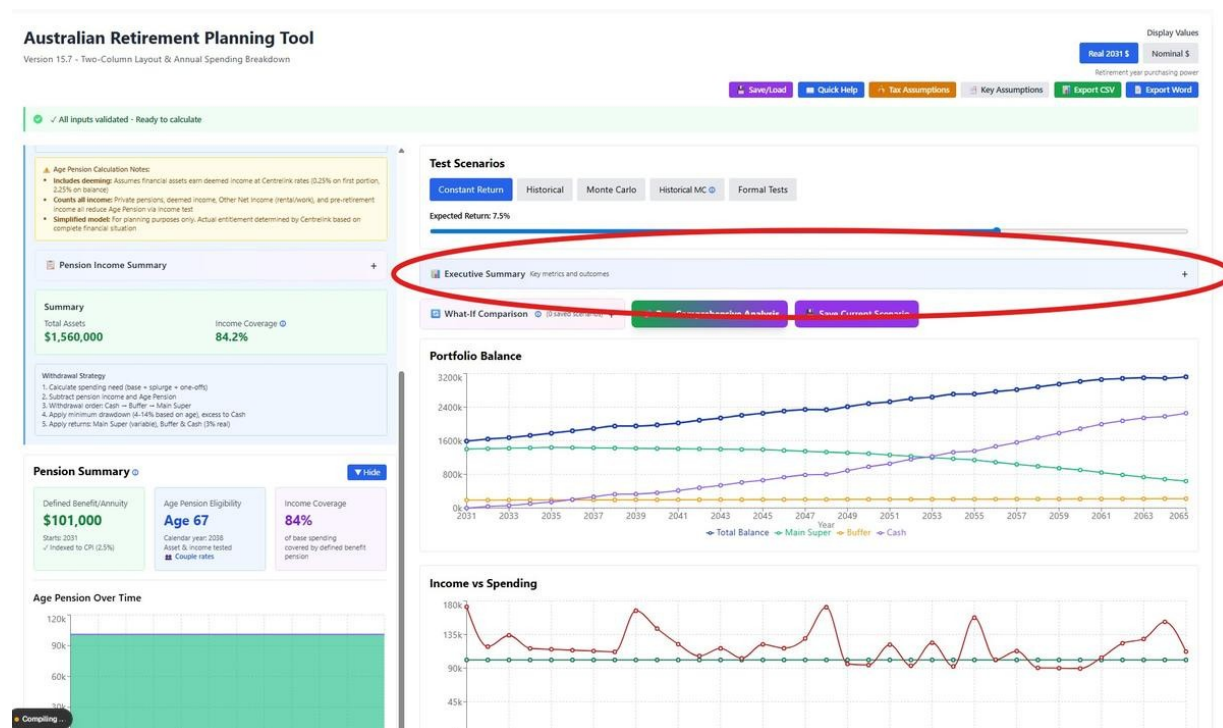 Australian Retirement Planning Tool
Version 15.7 - Two-Column Layout & Annual Spending Breakdown
Display Values
Real 2031 $
Nominal $
Retirement year purchasing power
Save/Load
Quick Help
Tax Assumptions
Key Assumptions
Export CSV
Export Word
✓ All inputs validated - Ready to calculate
Age Pension Calculation Notes:
• Includes deeming: Assumes financial assets earn deemed income at Centrelink rates (0.25% on first portion,
2.25% on balance)
• Counts all income: Private pensions, deemed income, Other Net Income (rental/work), and pre-retirement
income all reduce Age Pension via income test
• Simplified model: For planning purposes only. Actual entitlement determined by Centrelink based on
complete financial situation
Pension Income Summary
+
Summary
Total Assets
$1,560,000
Income Coverage
84.2%
Withdrawal Strategy
1. Calculate spending need (base + splurge + one-offs)
2. Subtract pension income and Age Pension
3. Withdrawal order: Cash → Buffer → Main Super
4. Apply minimum drawdown (4-14% based on age), excess to Cash
5. Apply returns: Main Super (variable), Buffer & Cash (3% real)
Pension Summary
▼ Hide
Defined Benefit/Annuity
$101,000
Starts: 2031
✓ Indexed to CPI (2.5%)
Age Pension Eligibility
Age 67
Calendar year: 2038
Asset & income tested
Couple rates
Income Coverage
84%
of base spending
covered by defined benefit
pension
Age Pension Over Time
120k
90k
60k
30k
Compiling ...
Test Scenarios
Constant Return
Historical
Monte Carlo
Historical MC
Formal Tests
Expected Return: 7.5%
Executive Summary Key metrics and outcomes
+
What-If Comparison
(0 saved
Comprehensive Analysis
Save Current Scenario
Portfolio Balance
3200k
2400k
1600k
800k
0k
2031 2033 2035 2037 2039 2041 2043 2045 2047 2049 2051 2053 2055 2057 2059 2061 2063 2065
Year
Total Balance Main Super Buffer Cash
Income vs Spending
180k
135k
90k
45k